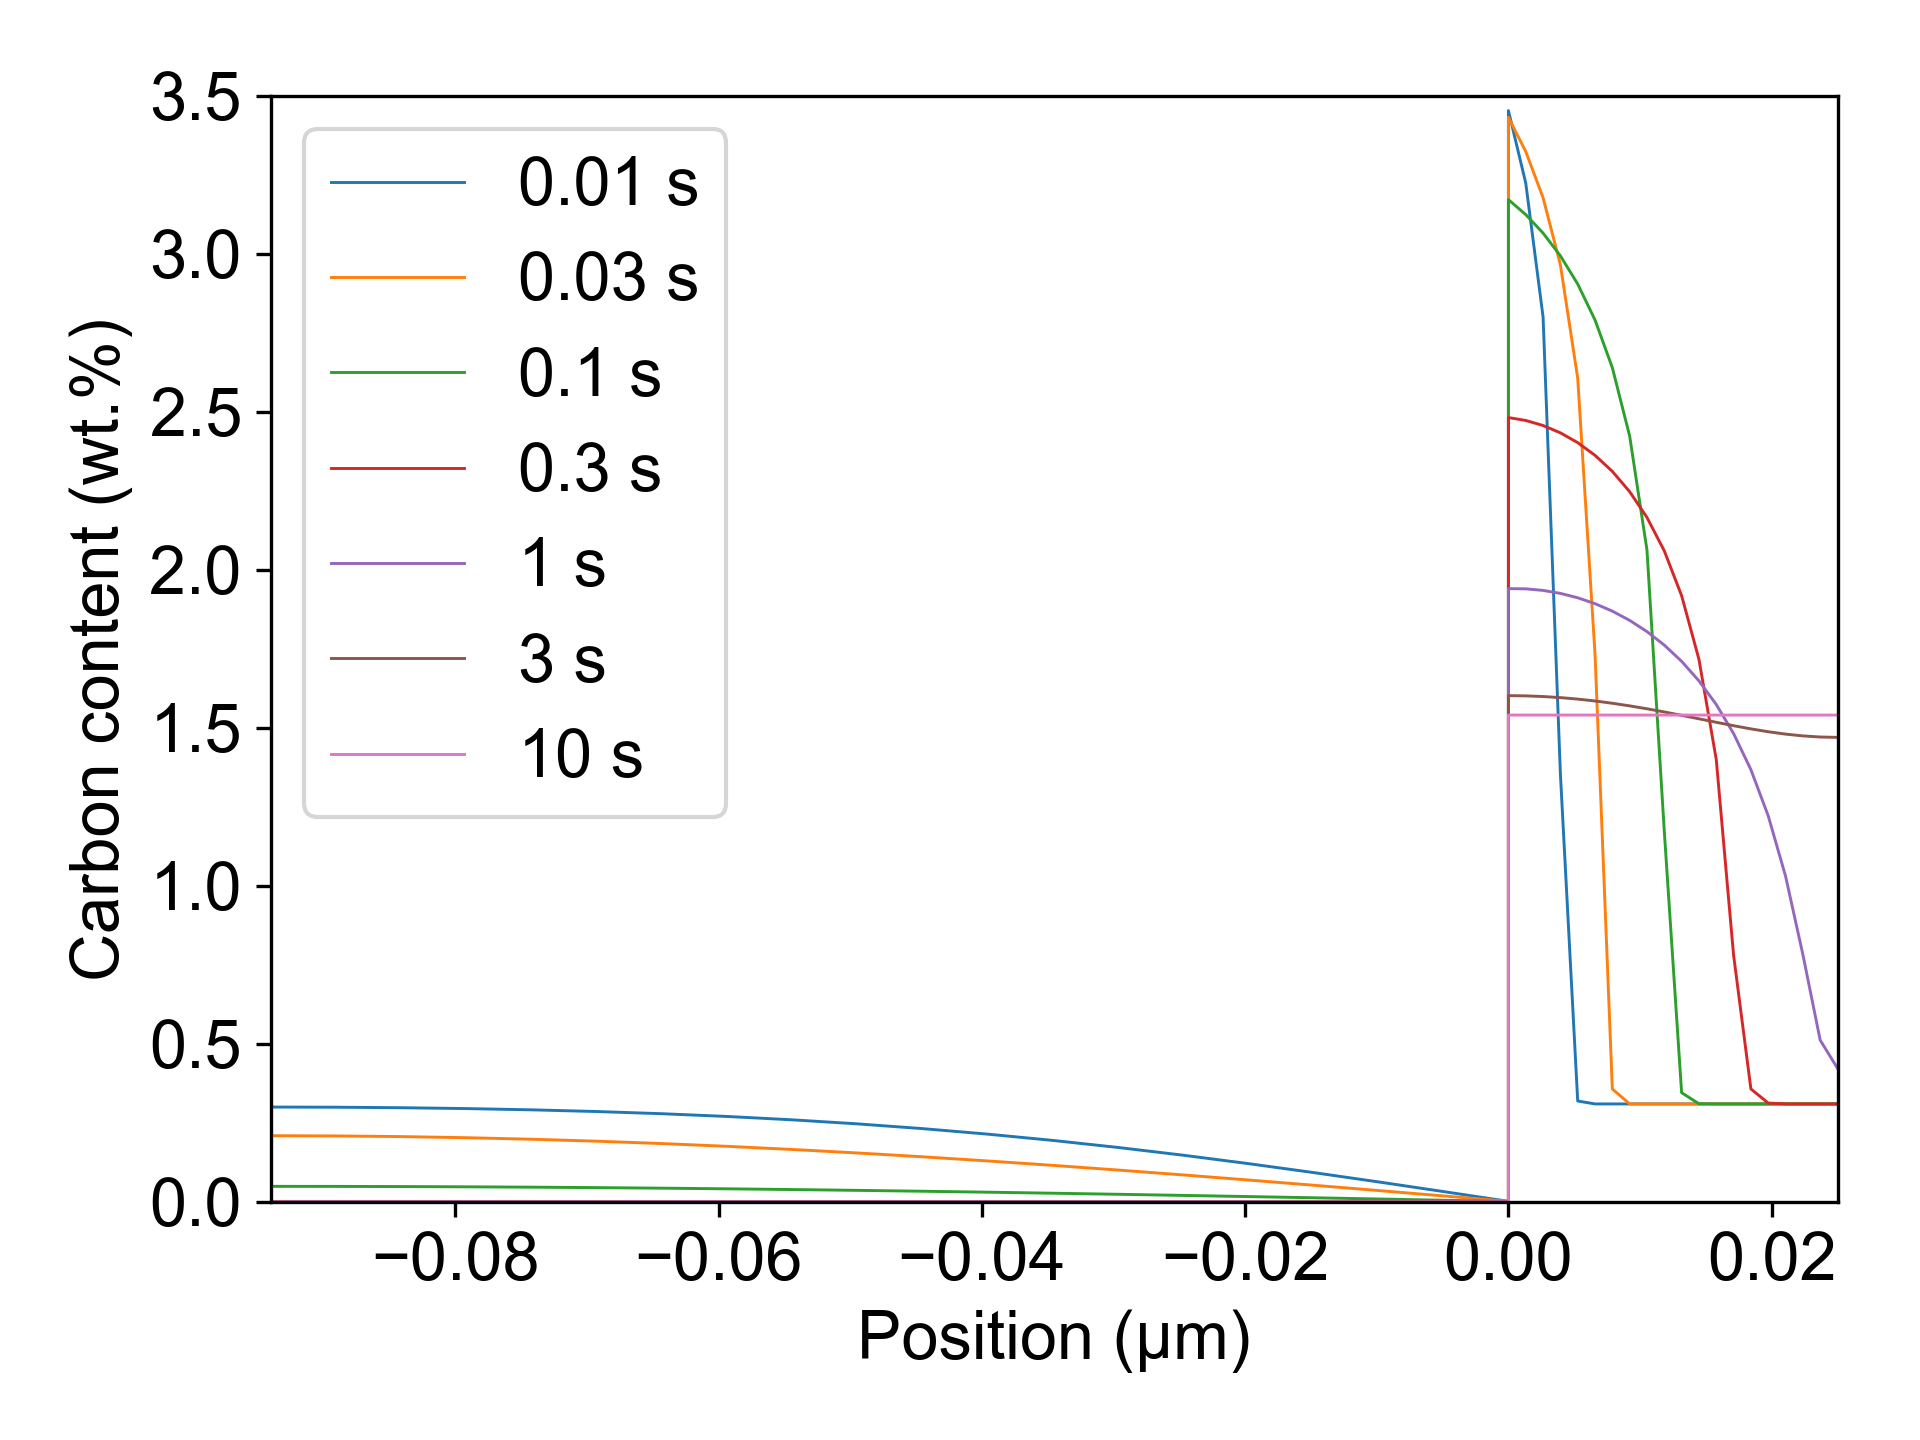 3.5
3.0
2.5
2.0
1.5
1.0
0.5
0.0
Carbon content (wt.%)
0.01 s
0.03 s
0.1 s
0.3 s
1 s
3 s
10 s
−0.08 −0.06 −0.04 −0.02 0.00 0.02
Position (μm)